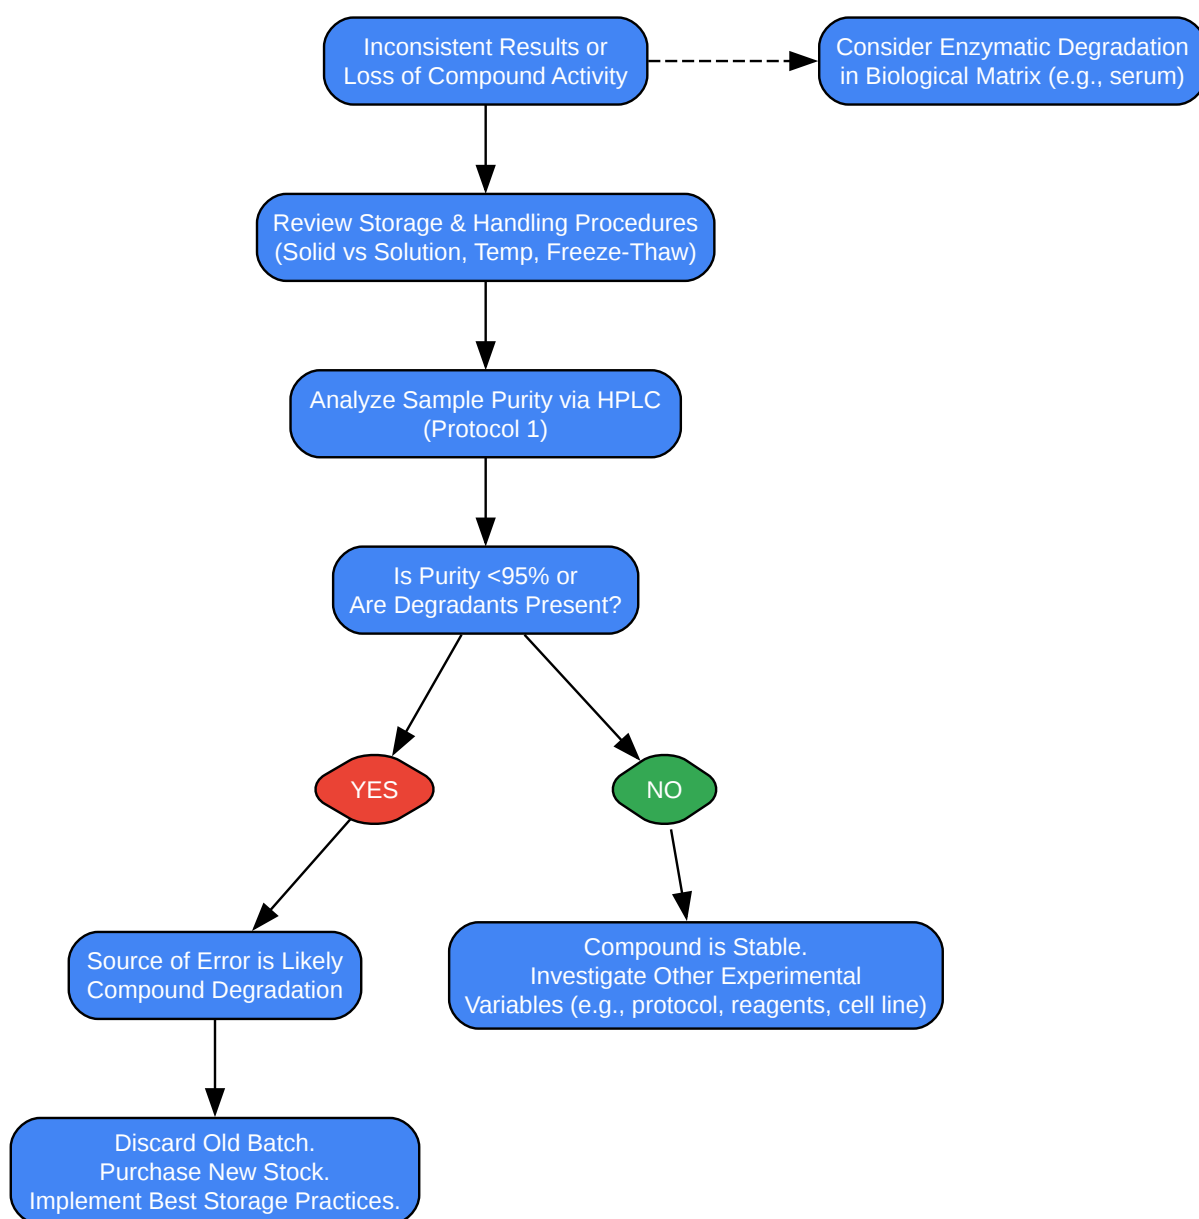 Inconsistent Results or
Loss of Compound Activity
Consider Enzymatic Degradation
in Biological Matrix (e.g., serum)
Review Storage & Handling Procedures
(Solid vs Solution, Temp, Freeze-Thaw)
Analyze Sample Purity via HPLC
(Protocol 1)
Is Purity <95% or
Are Degradants Present?
YES
NO
Source of Error is Likely
Compound Degradation
Compound is Stable.
Investigate Other Experimental
Variables (e.g., protocol, reagents, cell line)
Discard Old Batch.
Purchase New Stock.
Implement Best Storage Practices.